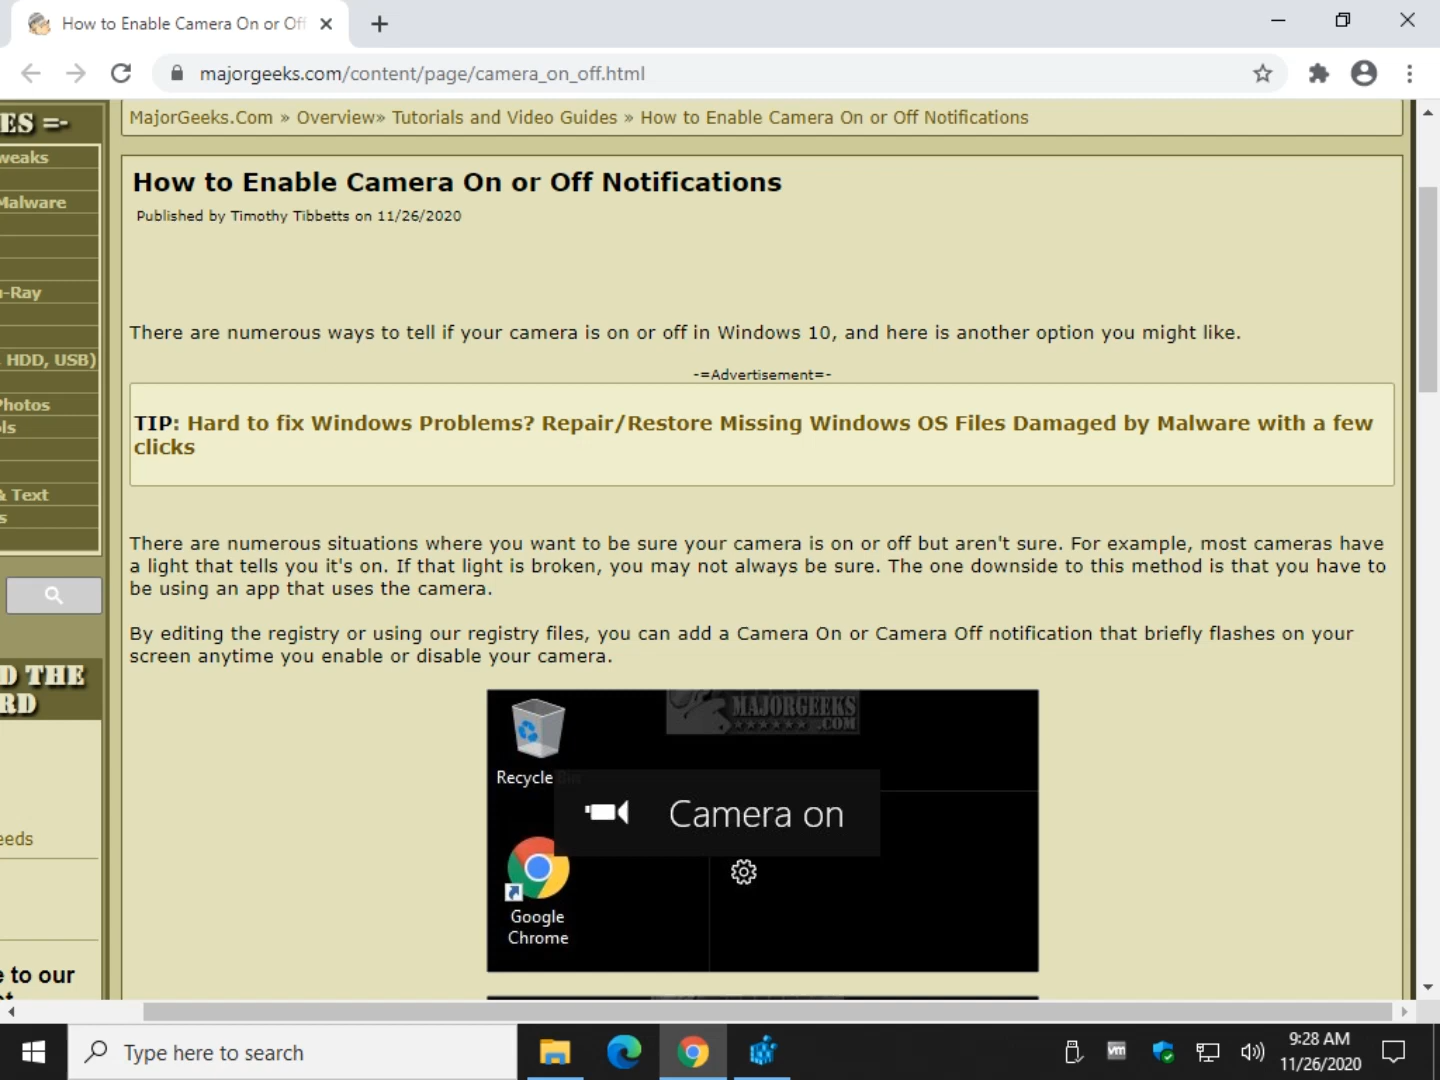 How to Enable Camera On or Off
majorgeeks.com/content/page/camera_on_off.html
ES =-
MajorGeeks.Com » Overview» Tutorials and Video Guides » How to Enable Camera On or Off Notifications
weaks
Malware
-Ray
HDD, USB)
Photos
ls
& Text
s
D THE
RD
eeds
e to our
How to Enable Camera On or Off Notifications
Published by Timothy Tibbetts on 11/26/2020
There are numerous ways to tell if your camera is on or off in Windows 10, and here is another option you might like.
-=Advertisement=-
TIP: Hard to fix Windows Problems? Repair/Restore Missing Windows OS Files Damaged by Malware with a few
clicks
There are numerous situations where you want to be sure your camera is on or off but aren't sure. For example, most cameras have
a light that tells you it's on. If that light is broken, you may not always be sure. The one downside to this method is that you have to
be using an app that uses the camera.
By editing the registry or using our registry files, you can add a Camera On or Camera Off notification that briefly flashes on your
screen anytime you enable or disable your camera.
MAJORGEEKS
.COM
Recycle Bin
Camera on
Google
Chrome
Type here to search
vm
9:28 AM
11/26/2020